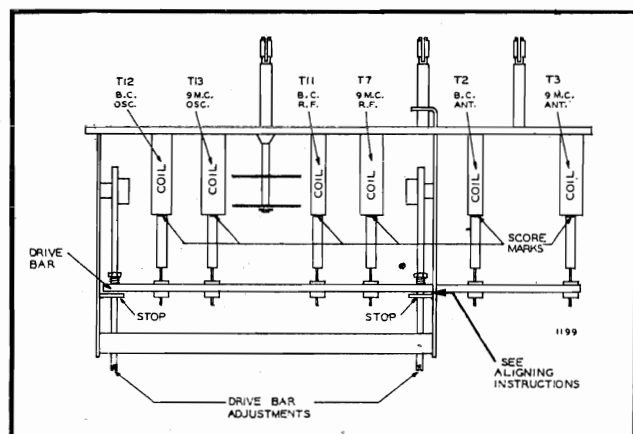 T12
B.C.
OSC.
T13
9 M.C.
OSC.
T11
B.C.
R.F.
T7
9 M.C.
R.F.
T2
B.C.
ANT.
T3
9 M.C.
ANT.
COIL
COIL
COIL
COIL
COIL
COIL
SCORE
MARKS
DRIVE
BAR
STOP
STOP
1199
SEE
ALIGNING
INSTRUCTIONS
DRIVE BAR
ADJUSTMENTS